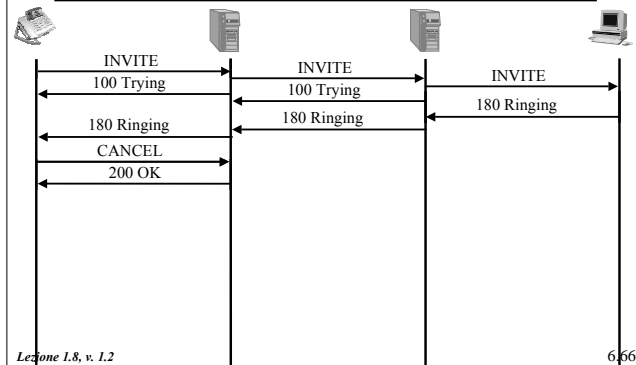 INVITE
INVITE
INVITE
100 Trying
100 Trying
180 Ringing
180 Ringing
180 Ringing
CANCEL
200 OK
Lezione 1.8, v. 1.2
6.66